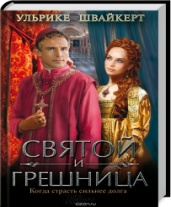 УЛЬРИКЕ ШВАЙКЕРТ
СВЯТОЙ
И
ГРЕШНИЦА
Когда страсть сильнее долга